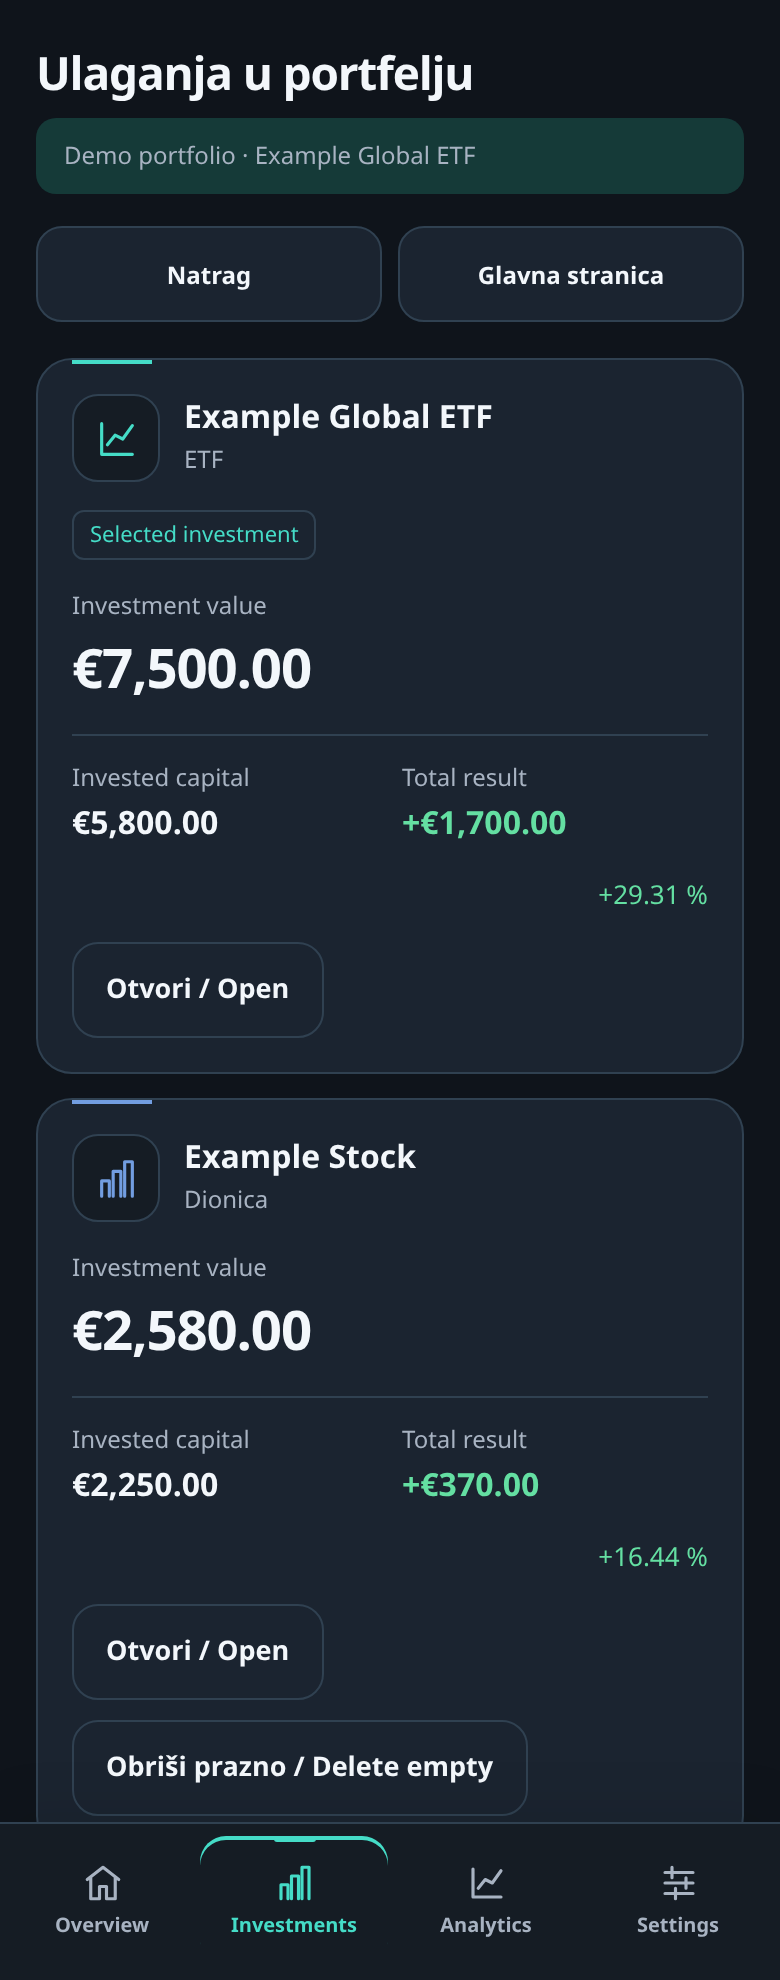 Ulaganja u portfelju
Demo portfolio · Example Global ETF
Natrag
Glavna stranica
Example Global ETF
ETF
Selected investment
Investment value
€7,500.00
Invested capital
Total result
€5,800.00
+€1,700.00
+29.31 %
Otvori / Open
Example Stock
Dionica
Investment value
€2,580.00
Invested capital
Total result
€2,250.00
+€370.00
+16.44 %
Otvori / Open
Obriši prazno / Delete empty
Overview
Investments
Analytics
Settings